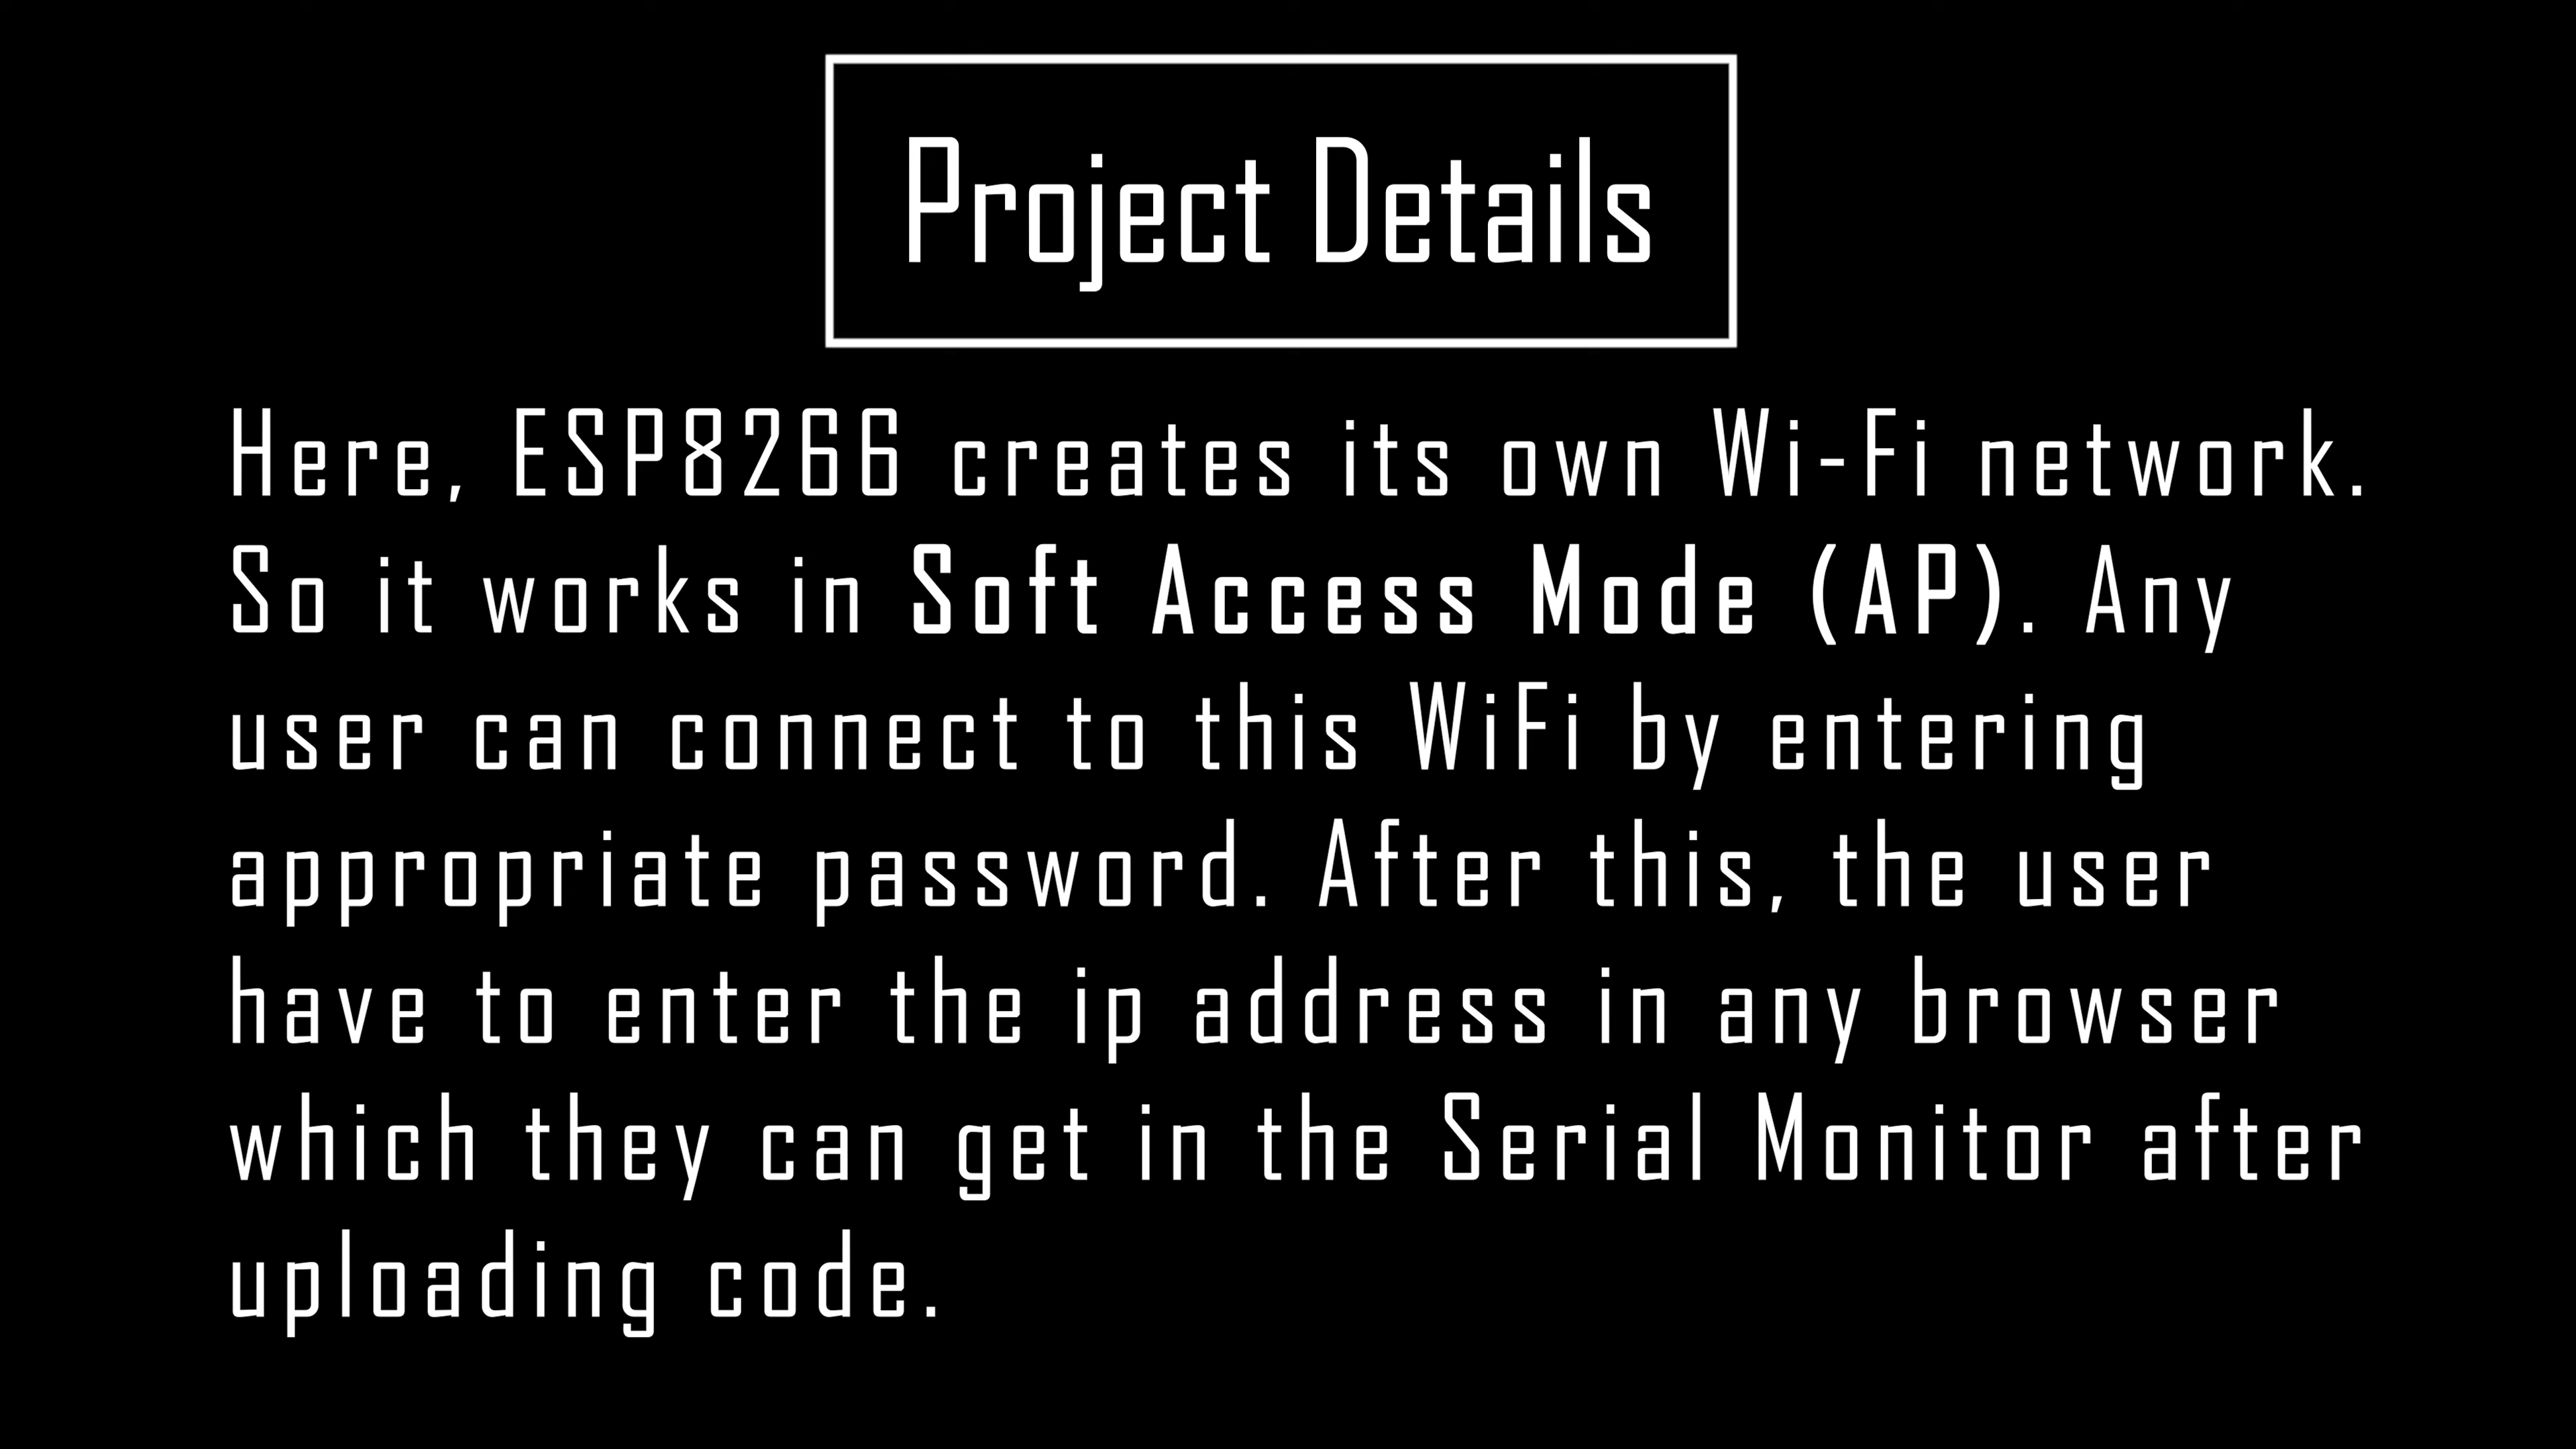 Project Details
Here, ESP8266 creates its own Wi-Fi network.
So it works in Soft Access Mode (AP). Any
user can connect to this WiFi by entering
appropriate password. After this, the user
have to enter the ip address in any browser
which they can get in the Serial Monitor after
uploading code.